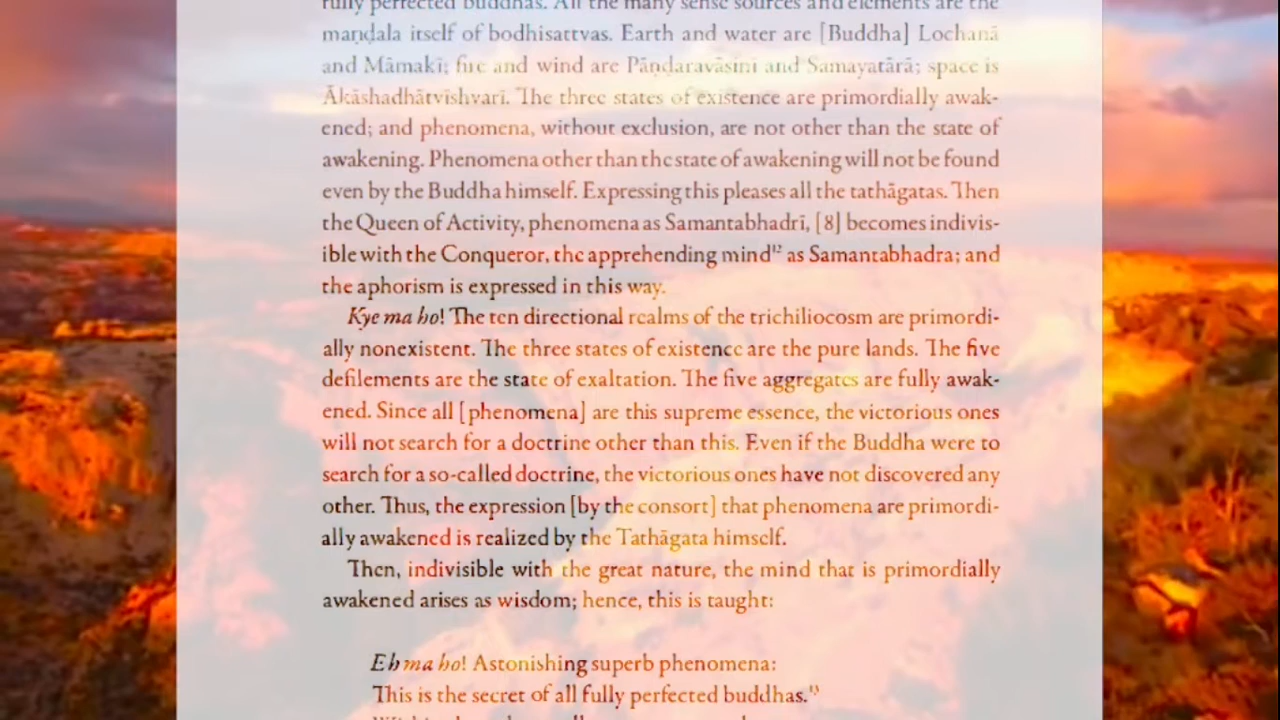 fully perfected buddhas. All the many sense sources and elements are the
maṇḍala itself of bodhisattvas. Earth and water are [Buddha] Lochanā
and Māmakī; fire and wind are Pāṇḍaravāsinī and Samayatārā; space is
Ākāshadhātvīshvarī. The three states of existence are primordially awak-
ened; and phenomena, without exclusion, are not other than the state of
awakening. Phenomena other than the state of awakening will not be found
even by the Buddha himself. Expressing this pleases all the tathāgatas. Then
the Queen of Activity, phenomena as Samantabhadrī, [8] becomes indivis-
ible with the Conqueror, the apprehending mind¹² as Samantabhadra; and
the aphorism is expressed in this way.
Kye ma ho! The ten directional realms of the trichiliocosm are primordi-
ally nonexistent. The three states of existence are the pure lands. The five
defilements are the state of exaltation. The five aggregates are fully awak-
ened. Since all [phenomena] are this supreme essence, the victorious ones
will not search for a doctrine other than this. Even if the Buddha were to
search for a so-called doctrine, the victorious ones have not discovered any
other. Thus, the expression [by the consort] that phenomena are primordi-
ally awakened is realized by the Tathāgata himself.
Then, indivisible with the great nature, the mind that is primordially
awakened arises as wisdom; hence, this is taught:
Eh ma ho! Astonishing superb phenomena:
This is the secret of all fully perfected buddhas.¹³